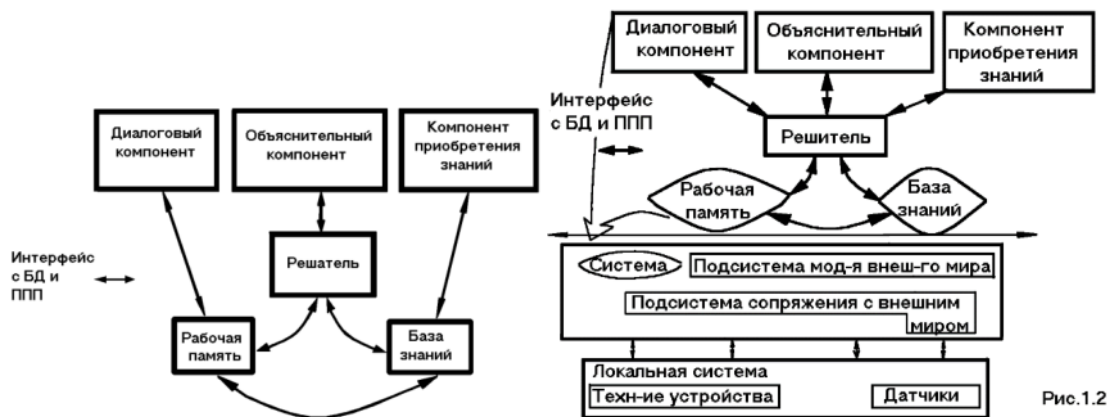 Диалоговый
компонент
Объяснительный
компонент
Компонент
приобретения
знаний
Интерфейс
с БД и
ППП
Решатель
Рабочая
память
База
знаний
Диалоговый
компонент
Объяснительный
компонент
Компонент
приобретения
знаний
Интерфейс
с БД и ППП
Решитель
Рабочая
память
База
знаний
Система
Подсистема мод-я внеш-го мира
Подсистема сопряжения с внешним
миром
Локальная система
Техн-ие устройства
Датчики
Рис.1.2